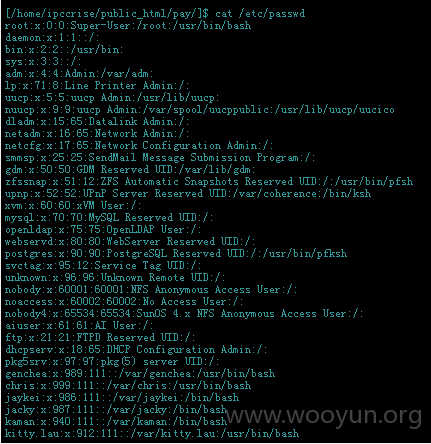 [/home/ipccrise/public_html/pay/]$ cat /etc/passwd
root:x:0:0:Super-User:/root:/usr/bin/bash
daemon:x:1:1::/:
bin:x:2:2::/usr/bin:
sys:x:3:3::/:
adm:x:4:4:Admin:/var/adm:
lp:x:71:8:Line Printer Admin:/:
uucp:x:5:5:uucp Admin:/usr/lib/uucp:
nuucp:x:9:9:uucp Admin:/var/spool/uucppublic:/usr/lib/uucp/uucico
dladm:x:15:65:Datalink Admin:/:
netadm:x:16:65:Network Admin:/:
netcfg:x:17:65:Network Configuration Admin:/:
smmsp:x:25:25:SendMail Message Submission Program:/:
gdm:x:50:50:GDM Reserved UID:/var/lib/gdm:
zfssnap:x:51:12:ZFS Automatic Snapshots Reserved UID:/:/usr/bin/pfsh
upnp:x:52:52:UPnP Server Reserved UID:/var/coherence:/bin/ksh
xvm:x:60:60:xVM User:/:
mysql:x:70:70:MySQL Reserved UID:/:
openldap:x:75:75:OpenLDAP User:/:
webservd:x:80:80:WebServer Reserved UID:/:
postgres:x:90:90:PostgreSQL Reserved UID:/:/usr/bin/pfksh
svctag:x:95:12:Service Tag UID:/:
unknown:x:96:96:Unknown Remote UID:/:
nobody:x:60001:60001:NFS Anonymous Access User:/:
noaccess:x:60002:60002:No Access User:/:
nobody4:x:65534:65534:SunOS 4.x NFS Anonymous Access User:/:
aiuser:x:61:61:AI User:/:
ftp:x:21:21:FTPD Reserved UID:/:
dhcpserv:x:18:65:DHCP Configuration Admin:/:
pkg5srv:x:97:97:pkg(5) server UID:/:
genchea:x:989:111::/var/genchea:/usr/bin/bash
chris:x:999:111::/var/chris:/usr/bin/bash
jaykei:x:986:111::/var/jaykei:/bin/bash
jacky:x:987:111::/var/jacky:/bin/bash
kaman:x:940:111::/var/kaman:/bin/bash
kitty.lau:x:912:111::/var/kitty.lau:/bin/bash
www.wooyun.org